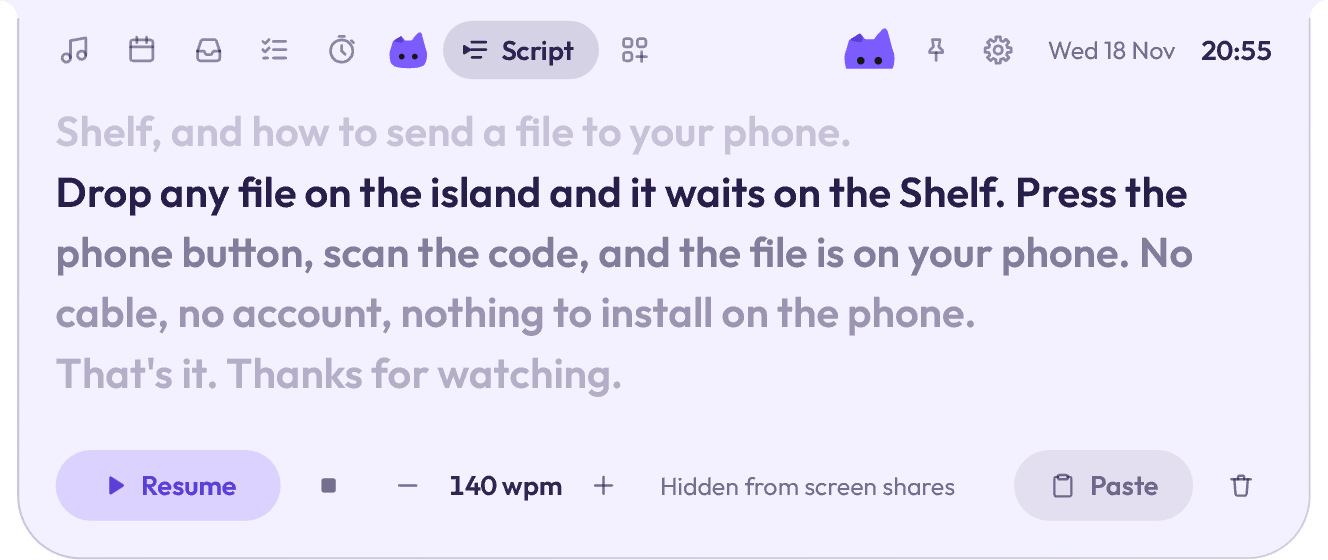 Script
Wed 18 Nov 20:55
Shelf, and how to send a file to your phone.
Drop any file on the island and it waits on the Shelf. Press the
phone button, scan the code, and the file is on your phone. No
cable, no account, nothing to install on the phone.
That's it. Thanks for watching.
Resume
140 wpm
Hidden from screen shares
Paste